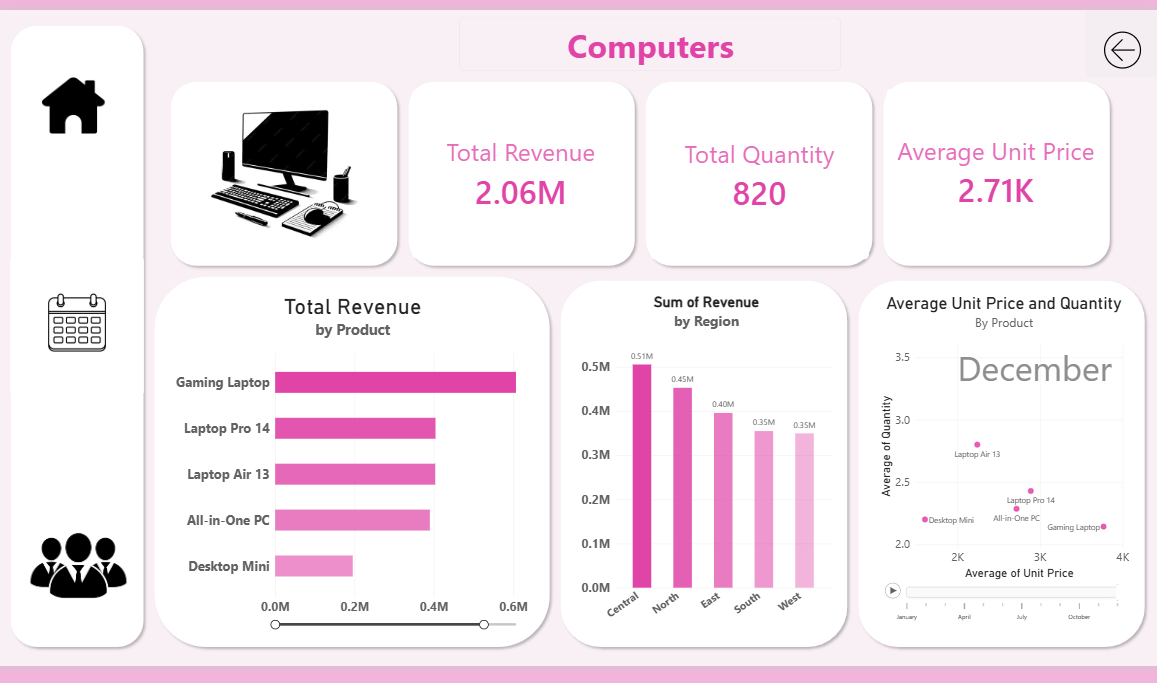 Computers
Total Revenue
2.06M
Total Quantity
820
Average Unit Price
2.71K
Total Revenue
by Product
Gaming Laptop
Laptop Pro 14
Laptop Air 13
All-in-One PC
Desktop Mini
0.0M 0.2M 0.4M 0.6M
Sum of Revenue
by Region
0.5M
0.4M
0.3M
0.2M
0.1M
0.0M
0.51M
0.45M
0.40M
0.35M
0.35M
Central North East South West
Average Unit Price and Quantity
By Product
December
Average of Quantity
3.5
3.0
2.5
2.0
Laptop Air 13
Laptop Pro 14
All-in-One PC
Desktop Mini
Gaming Laptop
2K 3K 4K
Average of Unit Price
January April July October